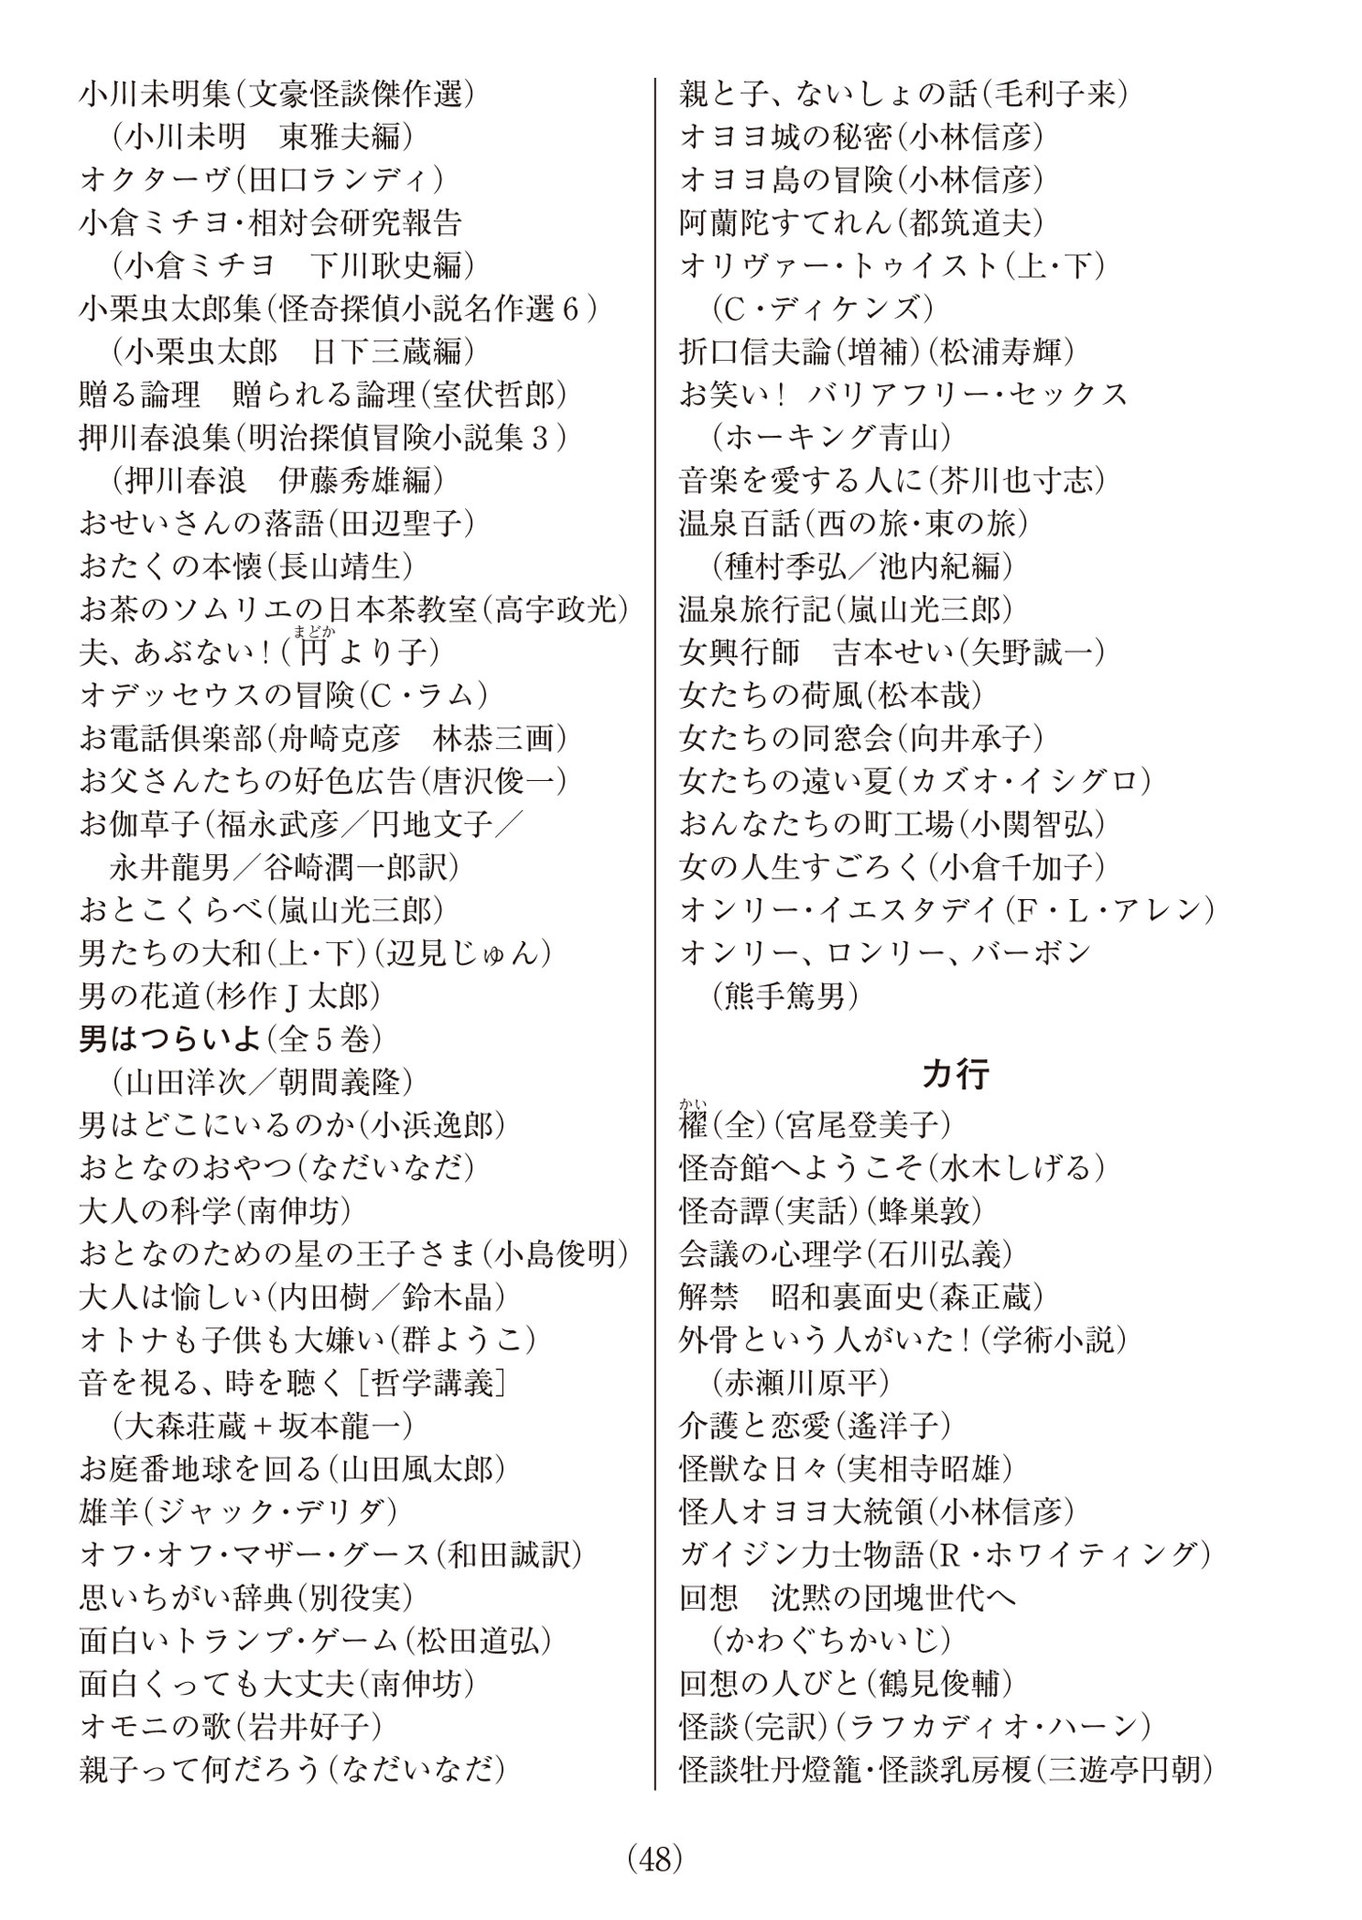 小川未明集(文豪怪談傑作選)
(小川未明　東雅夫編)
オクターヴ(田口ランディ)
小倉ミチヨ・相対会研究報告
(小倉ミチヨ　下川耿史編)
小栗虫太郎集(怪奇探偵小説名作選6)
(小栗虫太郎　日下三蔵編)
贈る論理　贈られる論理(室伏哲郎)
押川春浪集(明治探偵冒険小説集3)
(押川春浪　伊藤秀雄編)
おせいさんの落語(田辺聖子)
おたくの本懐(長山靖生)
お茶のソムリエの日本茶教室(高宇政光)
まどか
夫、あぶない!(円より子)
オデッセウスの冒険(C・ラム)
お電話倶楽部(舟崎克彦　林恭三画)
お父さんたちの好色広告(唐沢俊一)
お伽草子(福永武彦／円地文子／
永井龍男／谷崎潤一郎訳)
おとこくらべ(嵐山光三郎)
男たちの大和(上・下)(辺見じゅん)
男の花道(杉作J太郎)
男はつらいよ(全5巻)
(山田洋次／朝間義隆)
男はどこにいるのか(小浜逸郎)
おとなのおやつ(なだいなだ)
大人の科学(南伸坊)
おとなのための星の王子さま(小島俊明)
大人は愉しい(内田樹／鈴木晶)
オトナも子供も大嫌い(群ようこ)
音を視る、時を聴く［哲学講義］
(大森荘蔵＋坂本龍一)
お庭番地球を回る(山田風太郎)
雄羊(ジャック・デリダ)
オフ・オフ・マザー・グース(和田誠訳)
思いちがい辞典(別役実)
面白いトランプ・ゲーム(松田道弘)
面白くっても大丈夫(南伸坊)
オモニの歌(岩井好子)
親子って何だろう(なだいなだ)
親と子、ないしょの話(毛利子来)
オヨヨ城の秘密(小林信彦)
オヨヨ島の冒険(小林信彦)
阿蘭陀すてれん(都筑道夫)
オリヴァー・トゥイスト(上・下)
(C・ディケンズ)
折口信夫論(増補)(松浦寿輝)
お笑い!　バリアフリー・セックス
(ホーキング青山)
音楽を愛する人に(芥川也寸志)
温泉百話(西の旅・東の旅)
(種村季弘／池内紀編)
温泉旅行記(嵐山光三郎)
女興行師　吉本せい(矢野誠一)
女たちの荷風(松本哉)
女たちの同窓会(向井承子)
女たちの遠い夏(カズオ・イシグロ)
おんなたちの町工場(小関智弘)
女の人生すごろく(小倉千加子)
オンリー・イエスタデイ(F・L・アレン)
オンリー、ロンリー、バーボン
(熊手篤男)
カ行
かい
櫂(全)(宮尾登美子)
怪奇館へようこそ(水木しげる)
怪奇譚(実話)(蜂巣敦)
会議の心理学(石川弘義)
解禁　昭和裏面史(森正蔵)
外骨という人がいた!(学術小説)
(赤瀬川原平)
介護と恋愛(遙洋子)
怪獣な日々(実相寺昭雄)
怪人オヨヨ大統領(小林信彦)
ガイジン力士物語(R・ホワイティング)
回想　沈黙の団塊世代へ
(かわぐちかいじ)
回想の人びと(鶴見俊輔)
怪談(完訳)(ラフカディオ・ハーン)
怪談牡丹燈籠・怪談乳房榎(三遊亭円朝)
(48)